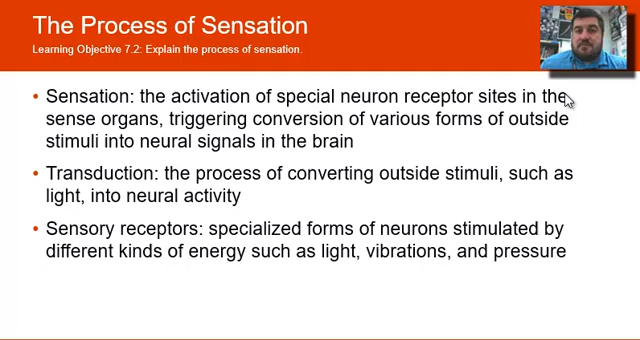 The Process of Sensation
Learning Objective 7.2: Explain the process of sensation.
• Sensation: the activation of special neuron receptor sites in the
sense organs, triggering conversion of various forms of outside
stimuli into neural signals in the brain
• Transduction: the process of converting outside stimuli, such as
light, into neural activity
• Sensory receptors: specialized forms of neurons stimulated by
different kinds of energy such as light, vibrations, and pressure